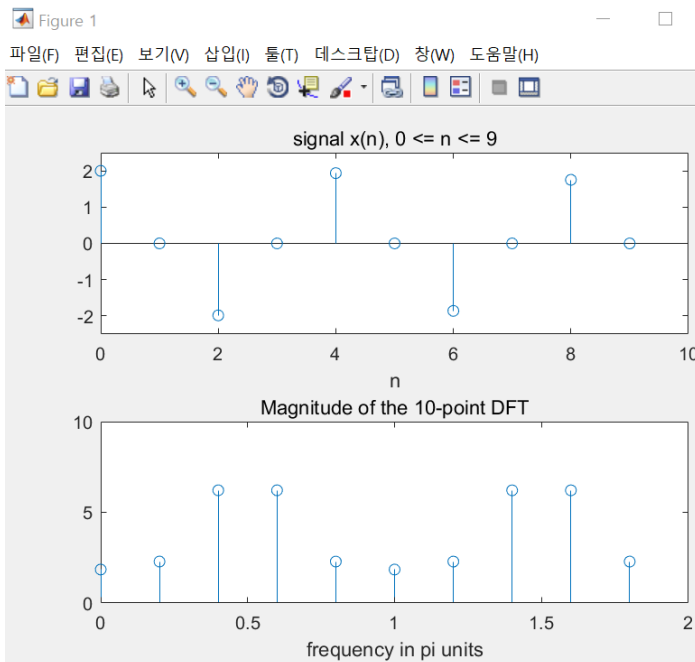 Figure 1
파일(F) 편집(E) 보기(V) 삽입(I) 툴(T) 데스크탑(D) 창(W) 도움말(H)
signal x(n), 0 <= n <= 9
2
1
0
-1
-2
0 2 4 6 8 10
n
Magnitude of the 10-point DFT
10
5
0
0 0.5 1 1.5 2
frequency in pi units